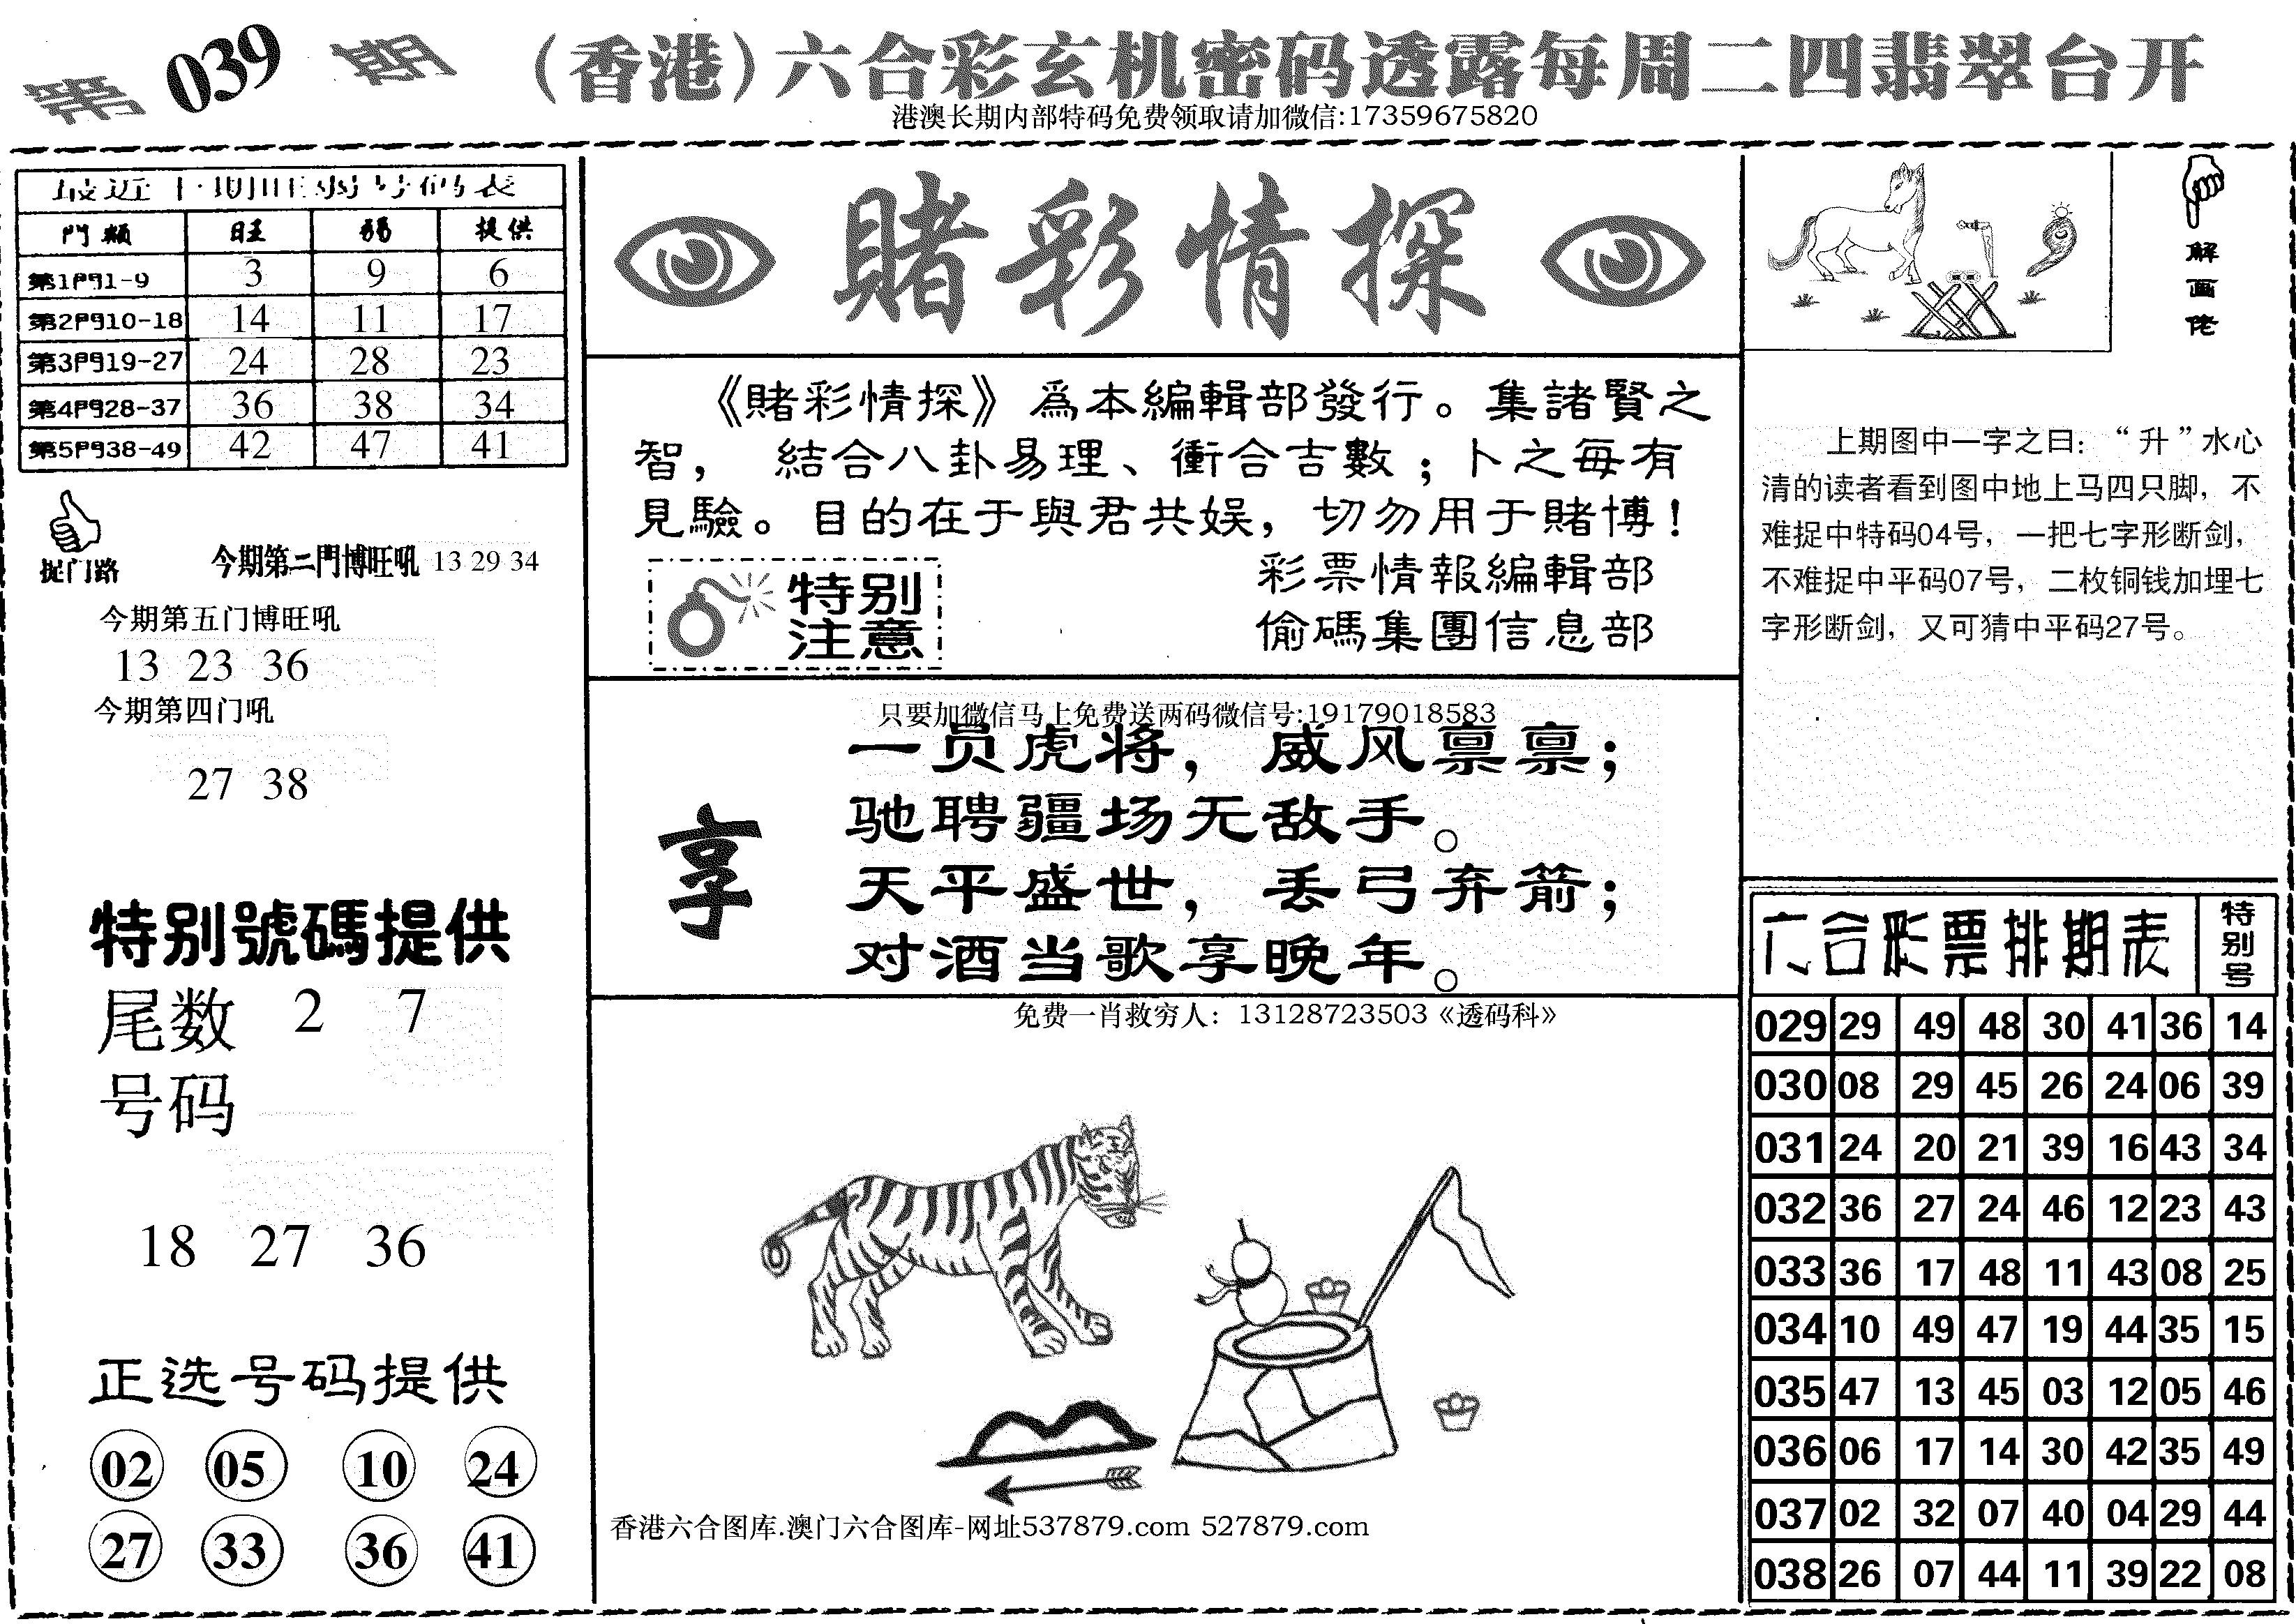 第 039 期
（香港）六合彩玄机密码透露每周二四翡翠台开
港澳长期内部特码免费领取请加微信:17359675820
最近十期旺弱号码表
門類 旺 弱 提供
第1門1-9 3 9 6
第2門10-18 14 11 17
第3門19-27 24 28 23
第4門28-37 36 38 34
第5門38-49 42 47 41
捉门路
今期第二門博旺吼 13 29 34
今期第五门博旺吼
13 23 36
今期第四门吼
27 38
特别號碼提供
尾数 2 7
号码
18 27 36
正选号码提供
02 05 10 24
27 33 36 41
賭彩情探
《賭彩情探》為本編輯部發行。集諸賢之
智， 結合八卦易理、衝合吉數；卜之每有
見驗。目的在于與君共娱，切勿用于賭博！
彩票情報編輯部
偷碼集團信息部
特别
注意
只要加微信马上免费送两码微信号:19179018583
享
一员虎将，威风禀禀；
驰聘疆场无敌手。
天平盛世，丢弓弃箭；
对酒当歌享晚年。
免费一肖救穷人：13128723503《透码科》
香港六合图库.澳门六合图库-网址537879.com 527879.com
解画佬
上期图中一字之曰：“升”水心
清的读者看到图中地上马四只脚，不
难捉中特码04号，一把七字形断剑，
不难捉中平码07号，二枚铜钱加埋七
字形断剑，又可猜中平码27号。
六合彩票排期表 特别号
029 29 49 48 30 41 36 14
030 08 29 45 26 24 06 39
031 24 20 21 39 16 43 34
032 36 27 24 46 12 23 43
033 36 17 48 11 43 08 25
034 10 49 47 19 44 35 15
035 47 13 45 03 12 05 46
036 06 17 14 30 42 35 49
037 02 32 07 40 04 29 44
038 26 07 44 11 39 22 08